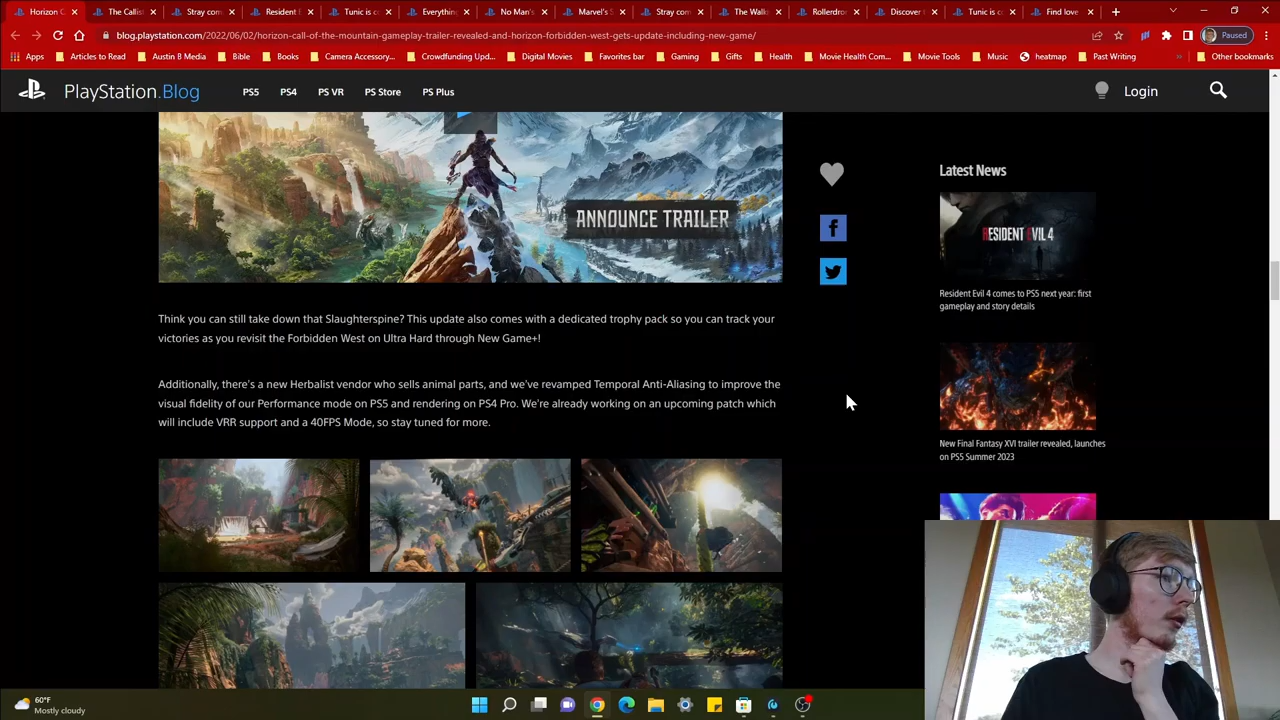 Horizon C
The Callist
Stray com
Resident E
Tunic is c
Everything
No Man's
Marvel's S
Stray com
The Walki
Rollerdron
Discover t
Tunic is c
Find love
blog.playstation.com/2022/06/02/horizon-call-of-the-mountain-gameplay-trailer-revealed-and-horizon-forbidden-west-gets-update-including-new-game/
Paused
Apps
Articles to Read
Austin B Media
Bible
Books
Camera Accessory...
Crowdfunding Upd...
Digital Movies
Favorites bar
Gaming
Gifts
Health
Movie Health Com...
Movie Tools
Music
heatmap
Past Writing
»
Other bookmarks
PlayStation.Blog
PS5
PS4
PS VR
PS Store
PS Plus
Login
ANNOUNCE TRAILER
Think you can still take down that Slaughterspine? This update also comes with a dedicated trophy pack so you can track your
victories as you revisit the Forbidden West on Ultra Hard through New Game+!
Additionally, there's a new Herbalist vendor who sells animal parts, and we've revamped Temporal Anti-Aliasing to improve the
visual fidelity of our Performance mode on PS5 and rendering on PS4 Pro. We're already working on an upcoming patch which
will include VRR support and a 40FPS Mode, so stay tuned for more.
Latest News
RESIDENT EVIL 4
Resident Evil 4 comes to PS5 next year: first
gameplay and story details
New Final Fantasy XVI trailer revealed, launches
on PS5 Summer 2023
60°F
Mostly cloudy